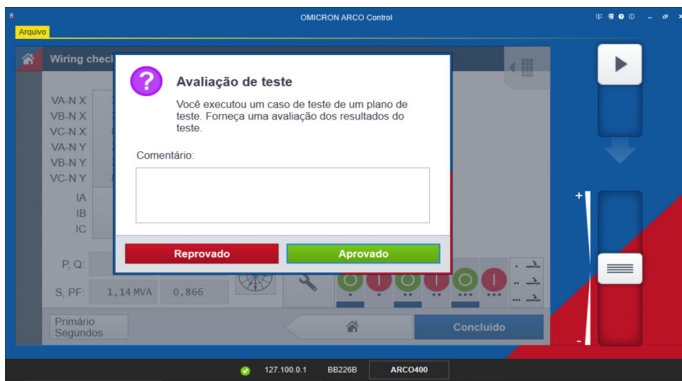 OMICRON ARCO Control
Arquivo
Wiring chec
Avaliação de teste
Você executou um caso de teste de um plano de
teste. Forneça uma avaliação dos resultados do
teste.
Comentário:
VA-N X
VB-N X
VC-N X
VA-N Y
VB-N Y
VC-N Y
IA
IB
IC
Reprovado
Aprovado
P, Q:
S, PF:
1,14 MVA
0,866
Primário
Segundos
Concluído
+
-
127.100.0.1
BB226B
ARCO400